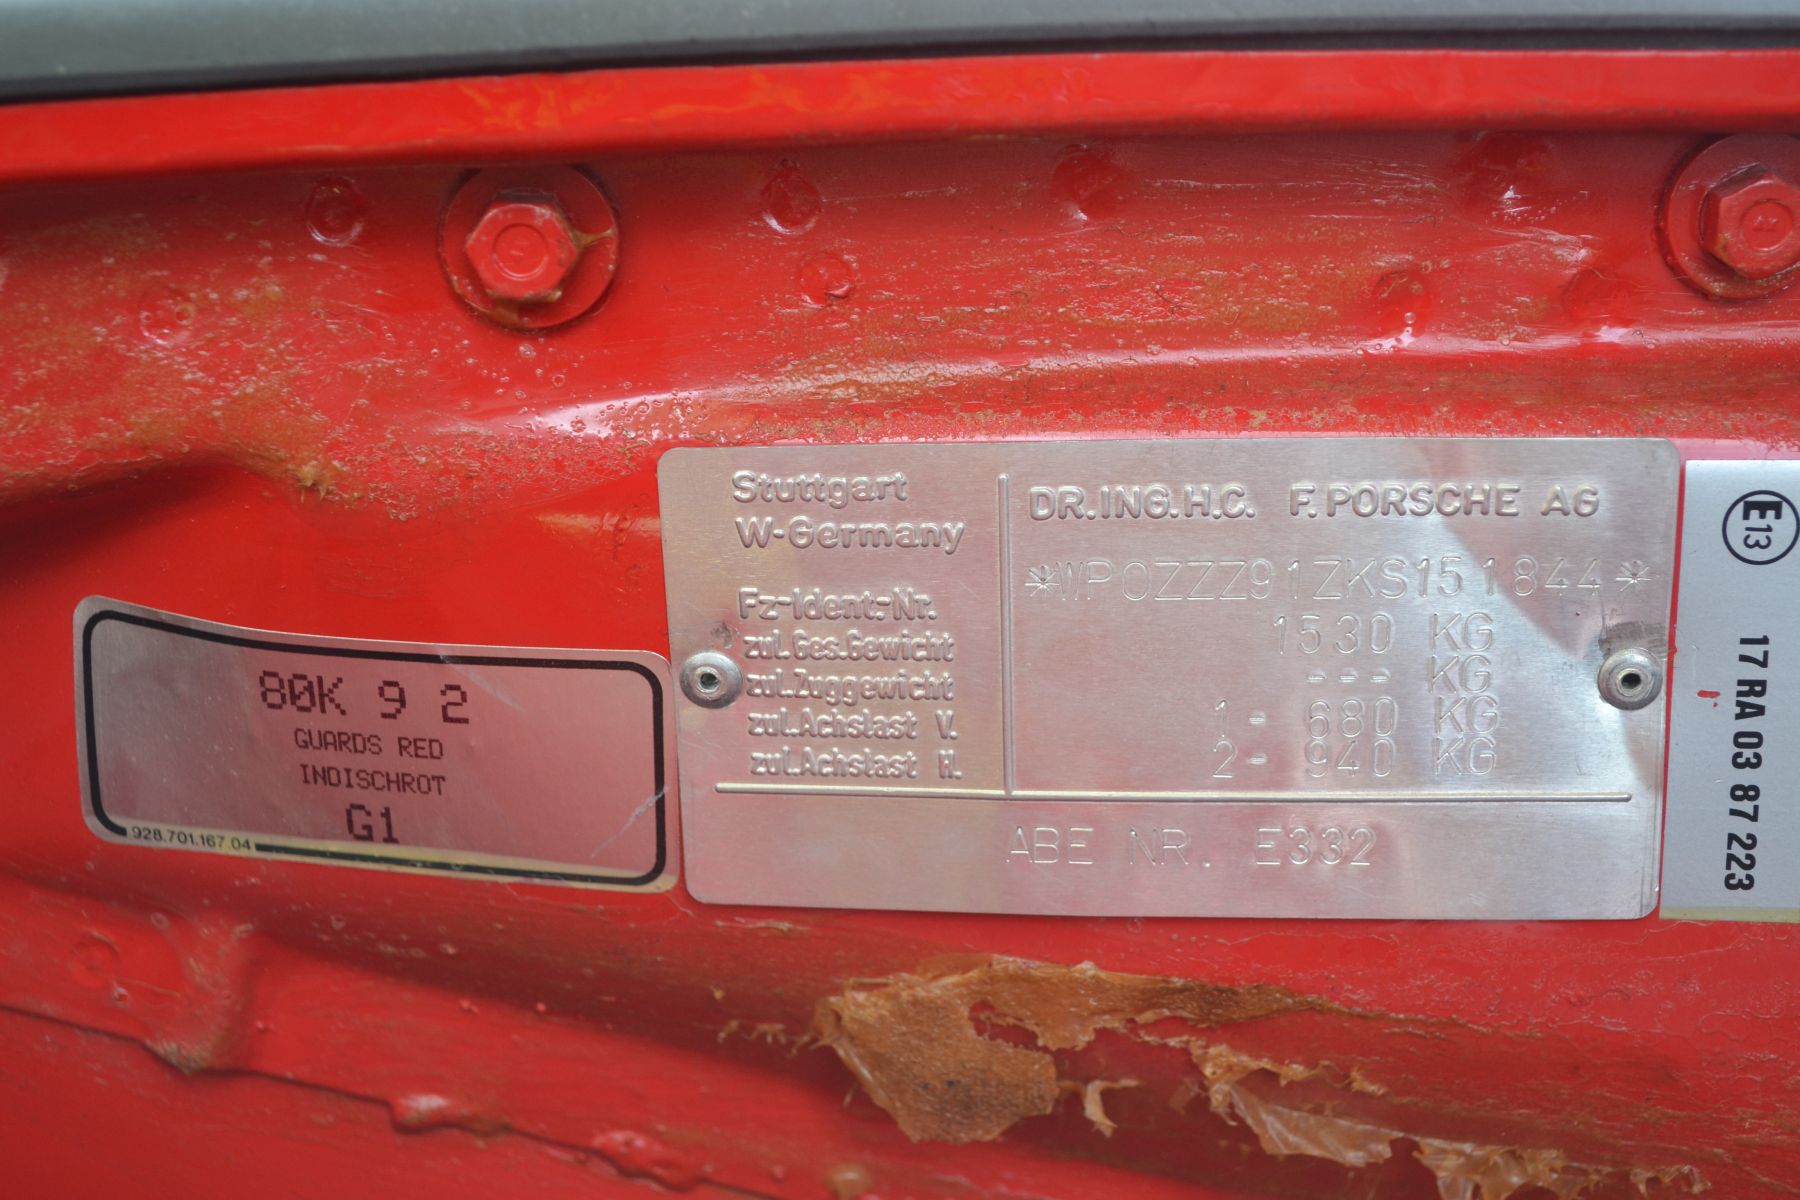 80K 9 2
GUARDS RED
INDISCHROT
G1
928.701.167.04
Stuttgart
W-Germany
DR.ING.H.C. F.PORSCHE AG
Fz-Ident.-Nr.
*WP0ZZZ91ZKS151844*
zul.Ges.Gewicht
1530 KG
zul.Zuggewicht
--- KG
zul.Achslast V.
1- 680 KG
zul.Achslast H.
2- 940 KG
ABE NR. E332
E13
17 RA 03 87 223